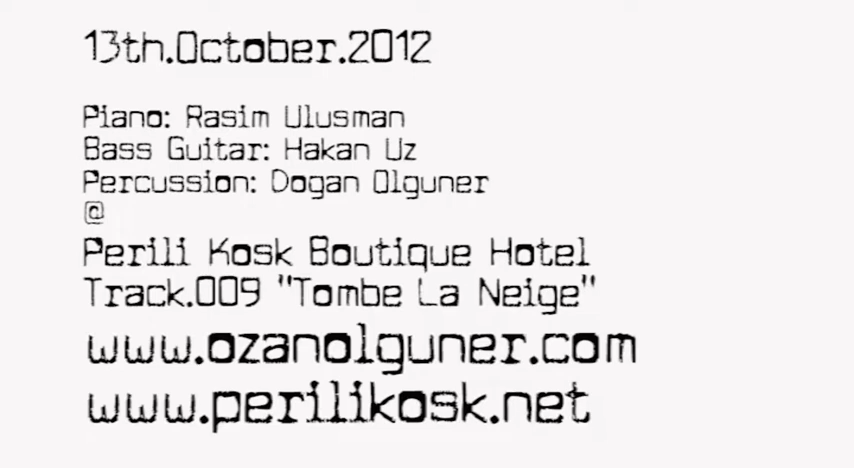 13th.October.2012
Piano: Rasim Ulusman
Bass Guitar: Hakan Uz
Percussion: Dogan Olguner
@
Perili Kosk Boutique Hotel
Track.009 "Tombe La Neige"
www.ozanolguner.com
www.perilikosk.net